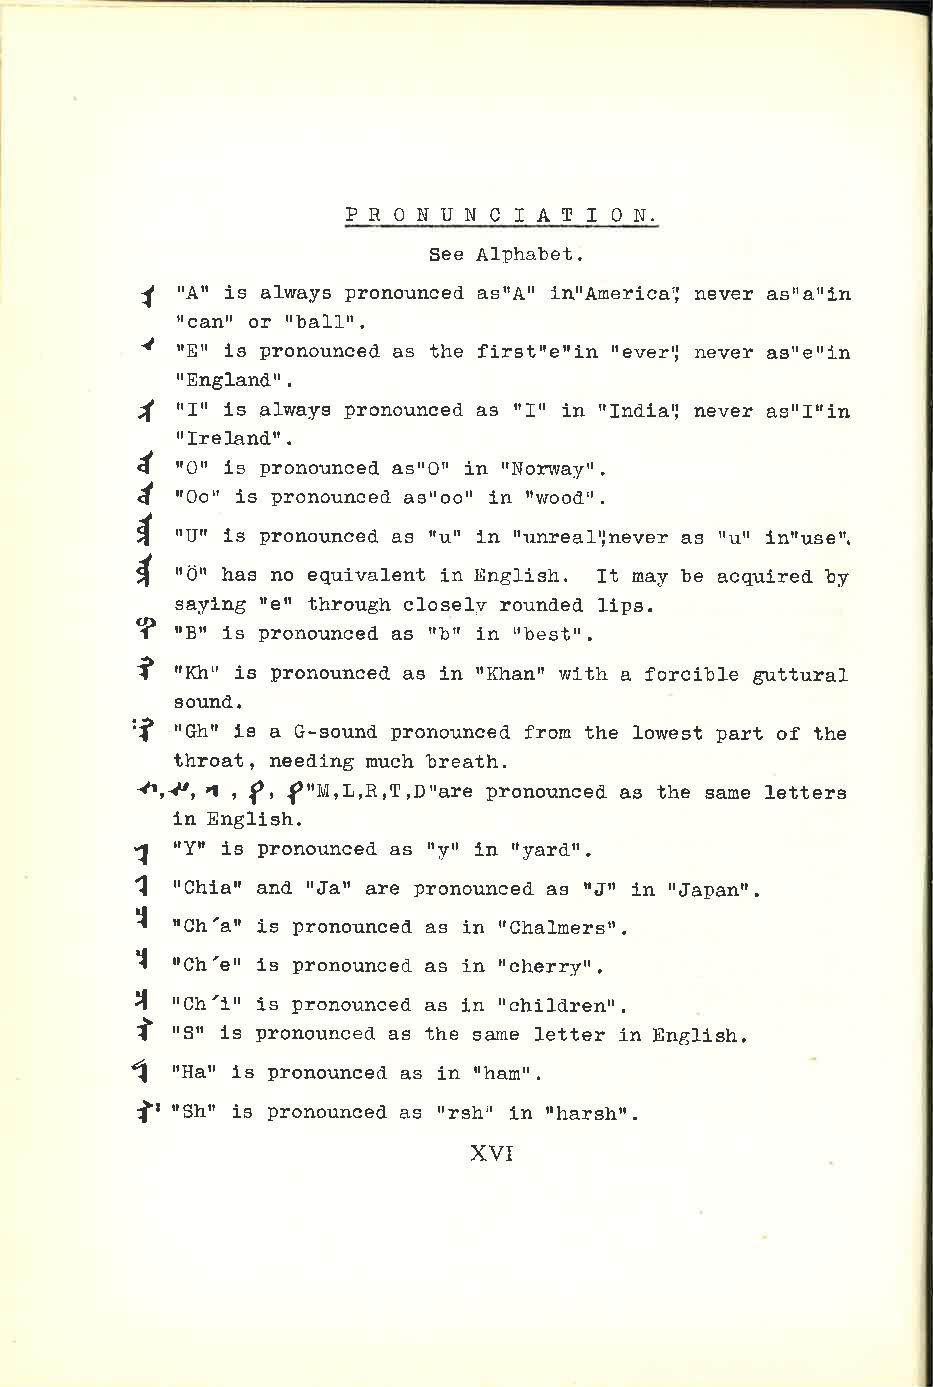 P R O N U N C I A T I O N.
See Alphabet.
"A" is always pronounced as"A" in"America", never as"a"in
"can" or "ball".
"E" is pronounced as the first"e"in "ever", never as"e"in
"England".
"I" is always pronounced as "I" in "India", never as"I"in
"Ireland".
"O" is pronounced as"O" in "Norway".
"Oo" is pronounced as"oo" in "wood".
"U" is pronounced as "u" in "unreal",never as "u" in"use".
"Ö" has no equivalent in English. It may be acquired by
saying "e" through closely rounded lips.
"B" is pronounced as "b" in "best".
"Kh" is pronounced as in "Khan" with a forcible guttural
sound.
"Gh" is a G-sound pronounced from the lowest part of the
throat, needing much breath.
"M,L,R,T,D"are pronounced as the same letters
in English.
"Y" is pronounced as "y" in "yard".
"Chia" and "Ja" are pronounced as "J" in "Japan".
"Ch´a" is pronounced as in "Chalmers".
"Ch´e" is pronounced as in "cherry".
"Ch´i" is pronounced as in "children".
"S" is pronounced as the same letter in English.
"Ha" is pronounced as in "ham".
"Sh" is pronounced as "rsh" in "harsh".
XVI